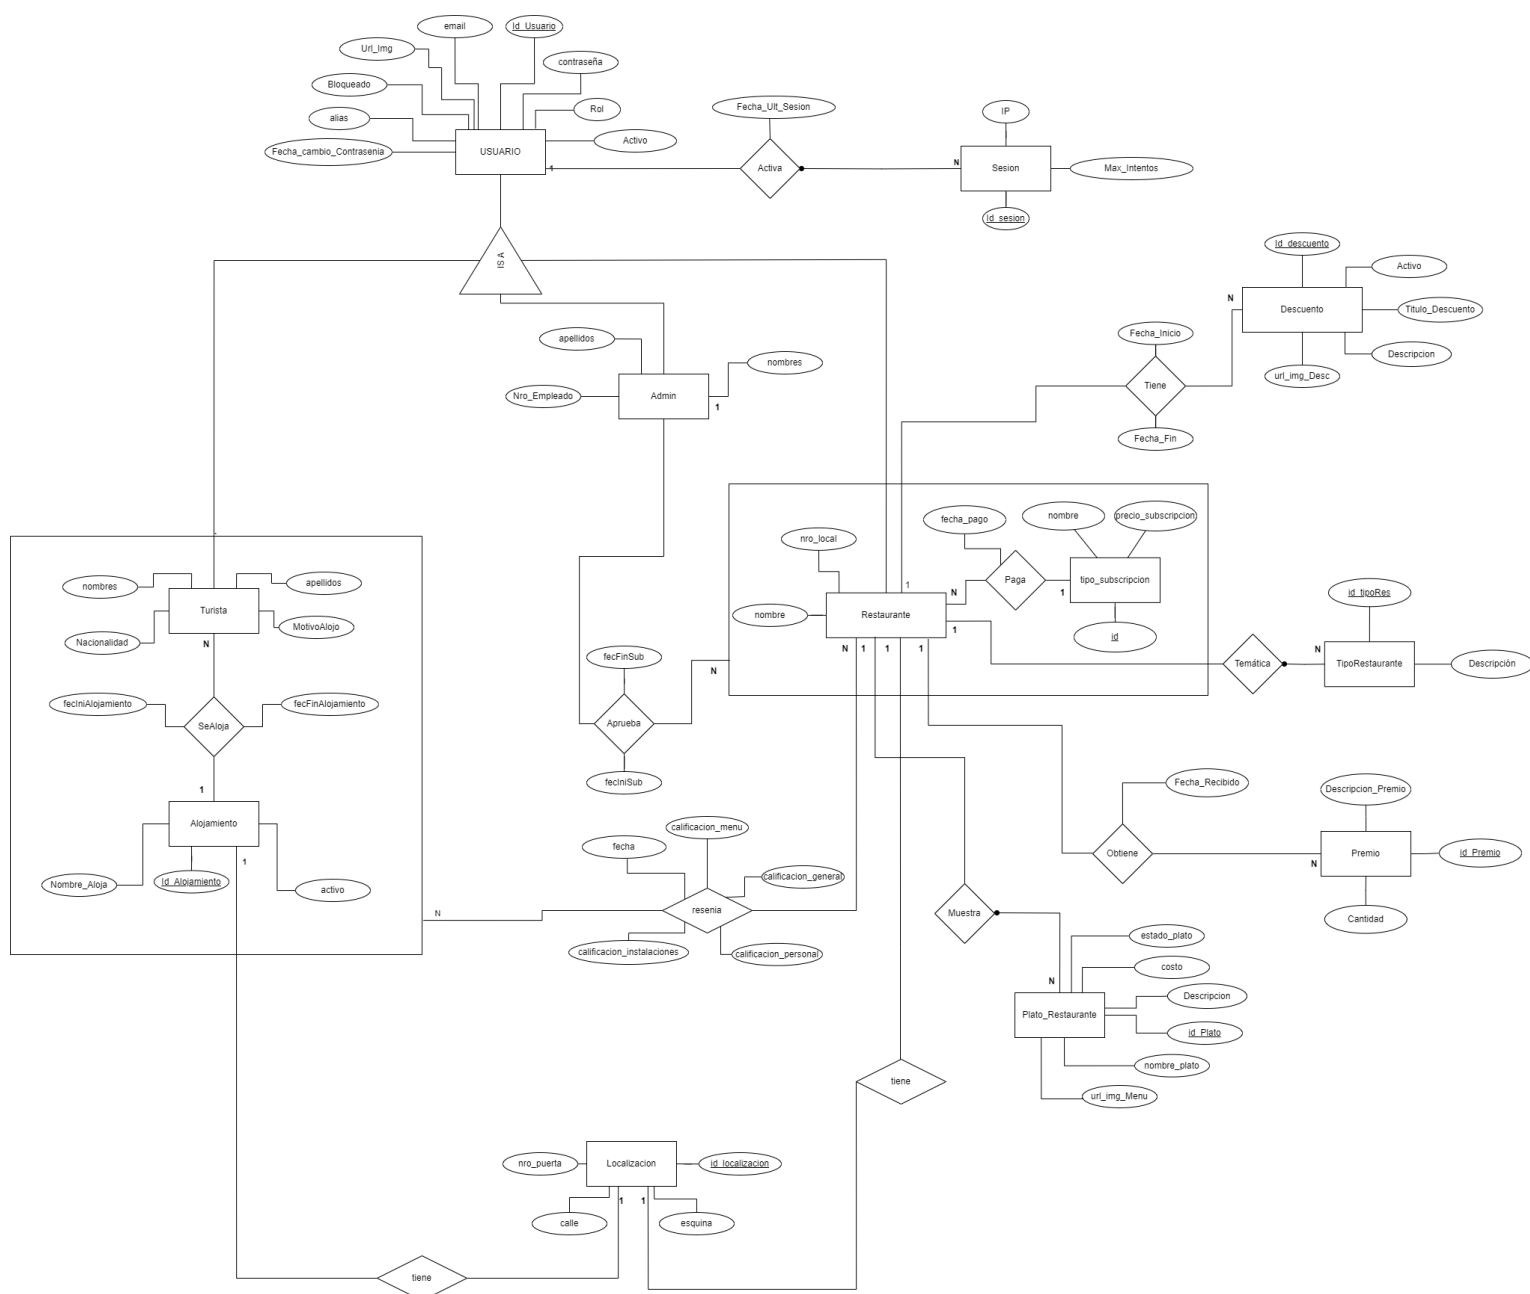 email
Id_Usuario
Url_Img
contraseña
Bloqueado
alias
Rol
Fecha_cambio_Contrasenia
USUARIO
Activo
1
Fecha_Ult_Sesion
Activa
IP
N
Sesion
Max_Intentos
Id_sesion
IS A
Id_descuento
Activo
N
Descuento
Titulo_Descuento
Descripcion
url_img_Desc
Fecha_Inicio
Tiene
Fecha_Fin
apellidos
nombres
Nro_Empleado
Admin
1
fecha_pago
nombre
precio_subscripcion
nro_local
1
Paga
tipo_subscripcion
N
1
nombre
Restaurante
id
1
N
1
1
1
id_tipoRes
N
Temática
TipoRestaurante
Descripción
nombres
apellidos
Turista
Nacionalidad
MotivoAlojo
N
fecIniAlojamiento
fecFinAlojamiento
SeAloja
1
Alojamiento
1
Nombre_Aloja
Id_Alojamiento
activo
fecFinSub
N
Aprueba
fecIniSub
calificacion_menu
fecha
calificacion_general
N
resenia
calificacion_instalaciones
calificacion_personal
Fecha_Recibido
Descripcion_Premio
Obtiene
Premio
id_Premio
N
Cantidad
Muestra
estado_plato
costo
N
Descripcion
Plato_Restaurante
id_Plato
nombre_plato
url_img_Menu
tiene
nro_puerta
Localizacion
id_localizacion
1
1
calle
esquina
tiene